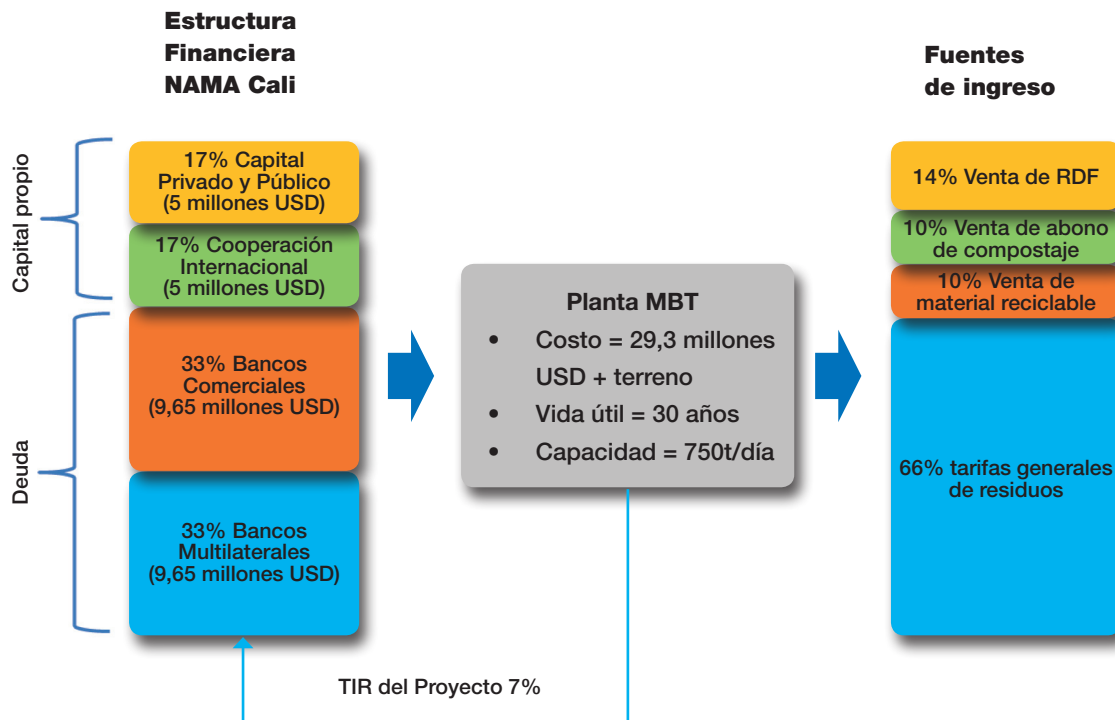 Estructura
Financiera
NAMA Cali
Capital propio
17% Capital
Privado y Público
(5 millones USD)
17% Cooperación
Internacional
(5 millones USD)
Deuda
33% Bancos
Comerciales
(9,65 millones USD)
33% Bancos
Multilaterales
(9,65 millones USD)
Planta MBT
• Costo = 29,3 millones
USD + terreno
• Vida útil = 30 años
• Capacidad = 750t/día
Fuentes
de ingreso
14% Venta de RDF
10% Venta de abono
de compostaje
10% Venta de
material reciclable
66% tarifas generales
de residuos
TIR del Proyecto 7%